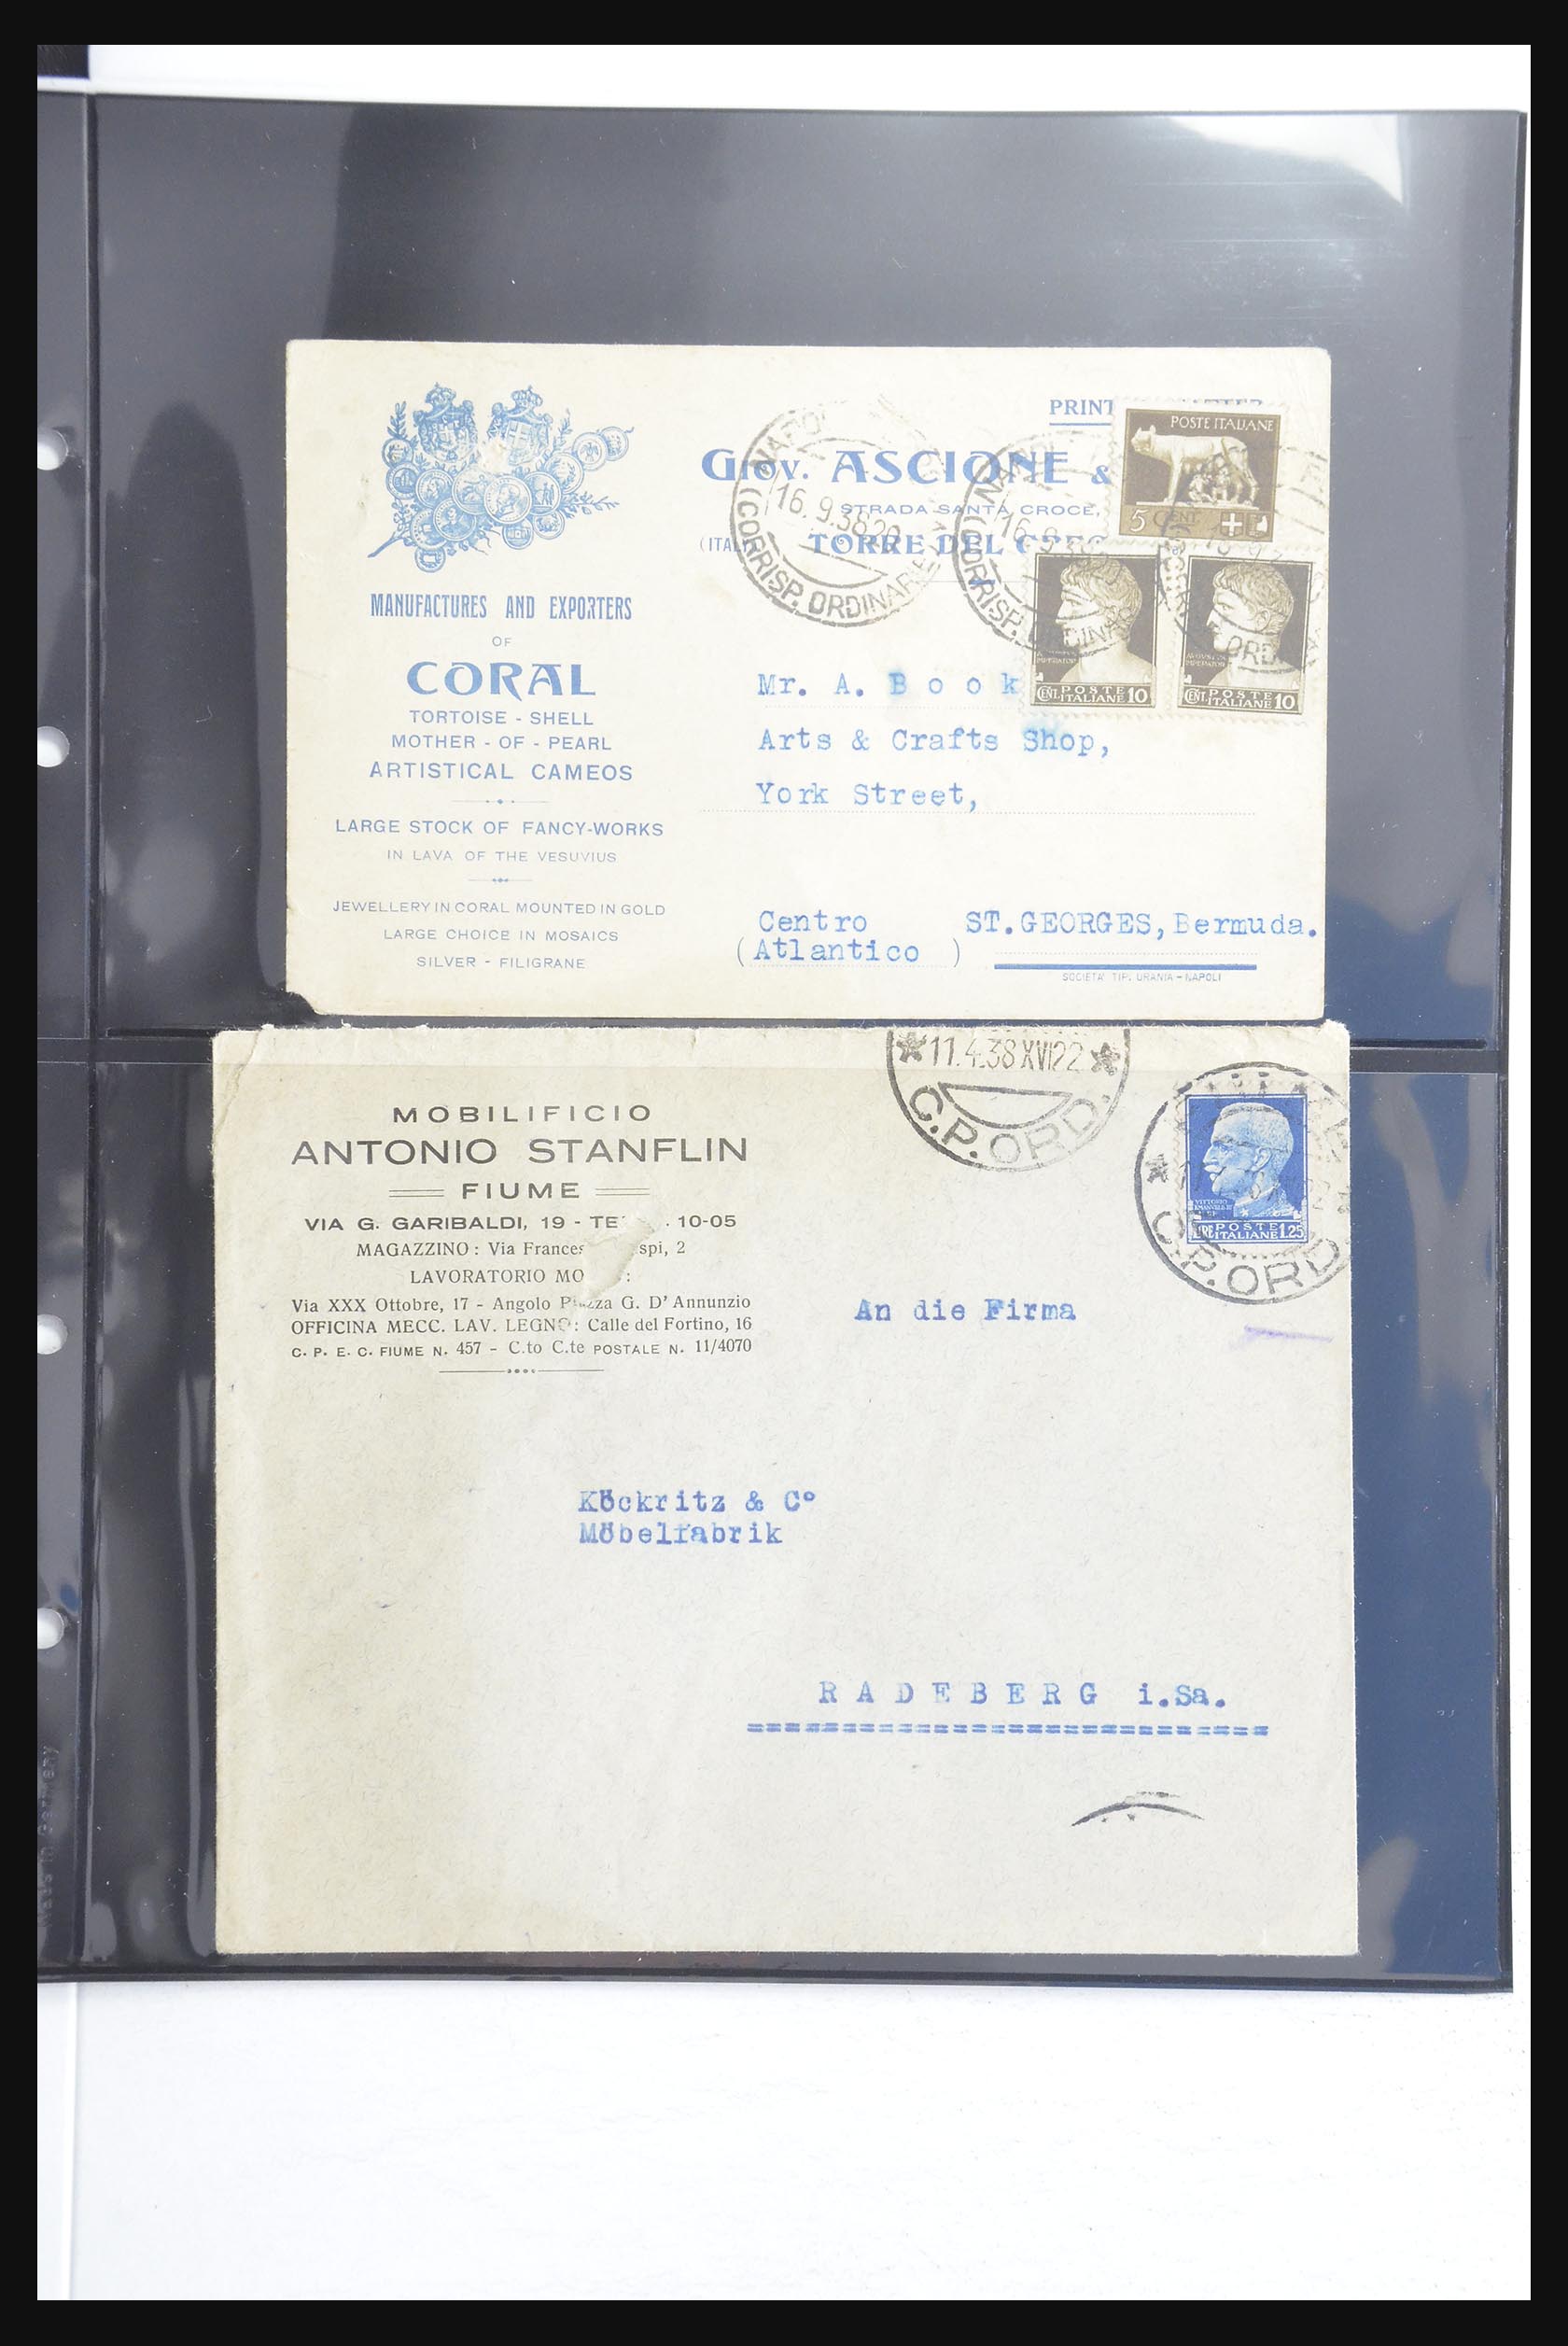 PRINT
Giov. ASCIONE &
STRADA SANTA CROCE,
TORRE DEL
MANUFACTURES AND EXPORTERS
OF
CORAL
TORTOISE - SHELL
MOTHER - OF - PEARL
ARTISTICAL CAMEOS
LARGE STOCK OF FANCY-WORKS
IN LAVA OF THE VESUVIUS
JEWELLERY IN CORAL MOUNTED IN GOLD
LARGE CHOICE IN MOSAICS
SILVER - FILIGRANE
16.9.38 20
(CORRISP. ORDINARIE
POSTE ITALIANE
5 CENT
CENT. POSTE ITALIANE 10
CENT. POSTE ITALIANE 10
Mr. A. Book
Arts & Crafts Shop,
York Street,
Centro
(Atlantico )
ST.GEORGES, Bermuda.
SOCIETA' TIP. URANIA - NAPOLI
MOBILIFICIO
ANTONIO STANFLIN
FIUME
VIA G. GARIBALDI, 19 - TE . 10-05
MAGAZZINO: Via Frances spi, 2
LAVORATORIO MO :
Via XXX Ottobre, 17 - Angolo Piazza G. D'Annunzio
OFFICINA MECC. LAV. LEGNO: Calle del Fortino, 16
C. P. E. C. FIUME N. 457 - C.to C.te POSTALE N. 11/4070
11.4.38 XVI 22
C.P. ORD.
LIRE POSTE ITALIANE 1.25
C.P. ORD
An die Firma
Köckritz & C°
Möbelfabrik
RADEBERG i.Sa.